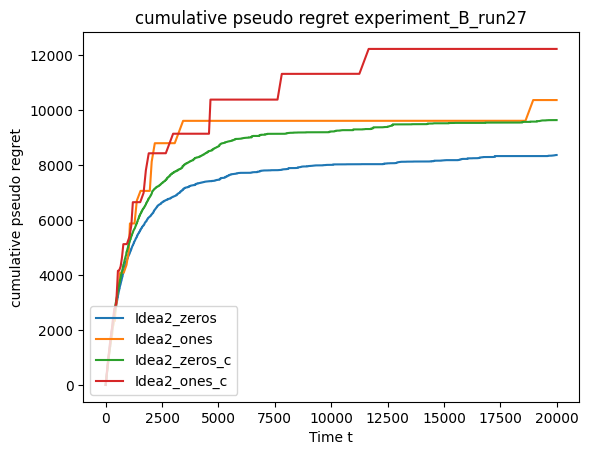 cumulative pseudo regret experiment_B_run27
cumulative pseudo regret
12000
10000
8000
6000
4000
2000
0
Idea2_zeros
Idea2_ones
Idea2_zeros_c
Idea2_ones_c
0 2500 5000 7500 10000 12500 15000 17500 20000
Time t